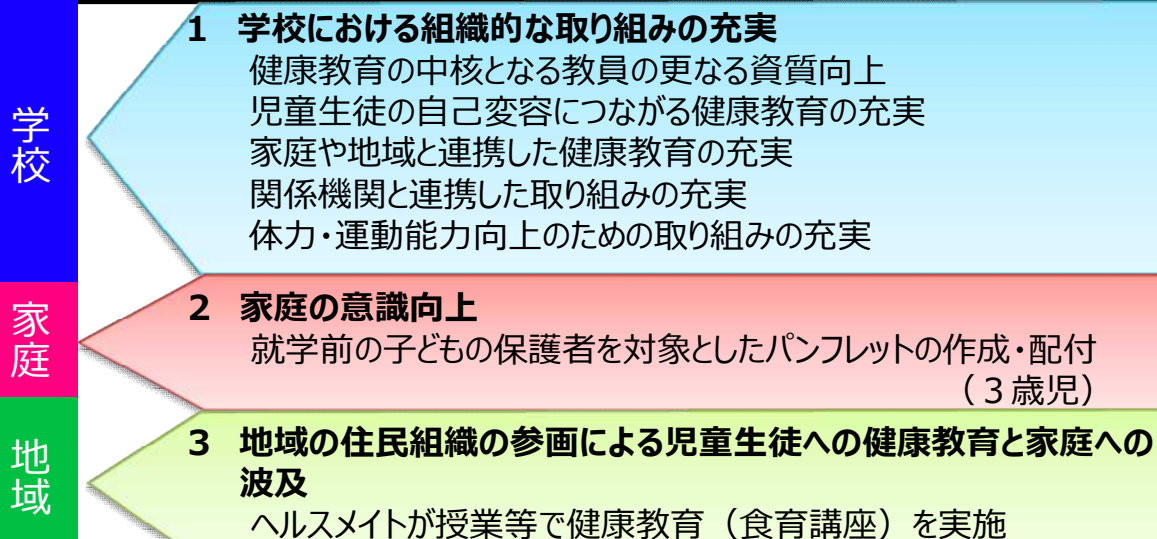 学校
1 学校における組織的な取り組みの充実
健康教育の中核となる教員の更なる資質向上
児童生徒の自己変容につながる健康教育の充実
家庭や地域と連携した健康教育の充実
関係機関と連携した取り組みの充実
体力・運動能力向上のための取り組みの充実
家庭
2 家庭の意識向上
就学前の子どもの保護者を対象としたパンフレットの作成・配付
（３歳児）
地域
3 地域の住民組織の参画による児童生徒への健康教育と家庭への
波及
ヘルスメイトが授業等で健康教育（食育講座）を実施